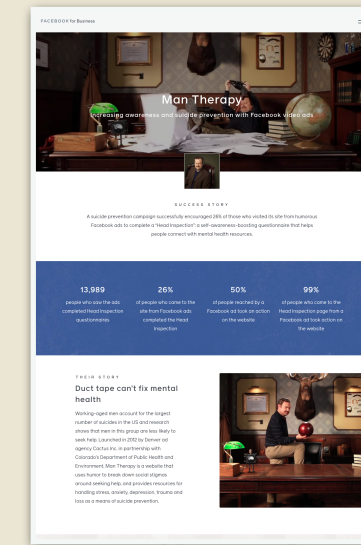 FACEBOOK for Business
Man Therapy
Increasing awareness and suicide prevention with Facebook video ads
SUCCESS STORY
A suicide prevention campaign successfully encouraged 26% of those who visited its site from humorous
Facebook ads to complete a "Head Inspection" a self-awareness-boosting questionnaire that helps
people connect with mental health resources.
13,989
people who saw the ads
completed Head Inspection
questionnaires
26%
of people who came to the
site from Facebook ads
completed the Head
Inspection
50%
of people reached by a
Facebook ad took an action
on the website
99%
of people who came to the
Head Inspection page from a
Facebook ad took action on
the website
THEIR STORY
Duct tape can't fix mental
health
Working-aged men account for the largest
number of suicides in the US and research
shows that men in this group are less likely to
seek help. Launched in 2012 by Denver ad
agency Cactus Inc. in partnership with
Colorado's Department of Public Health and
Environment, Man Therapy is a website that
uses humor to break down social stigmas
around seeking help, and provides resources for
handling stress, anxiety, depression, trauma and
loss as a means of suicide prevention.